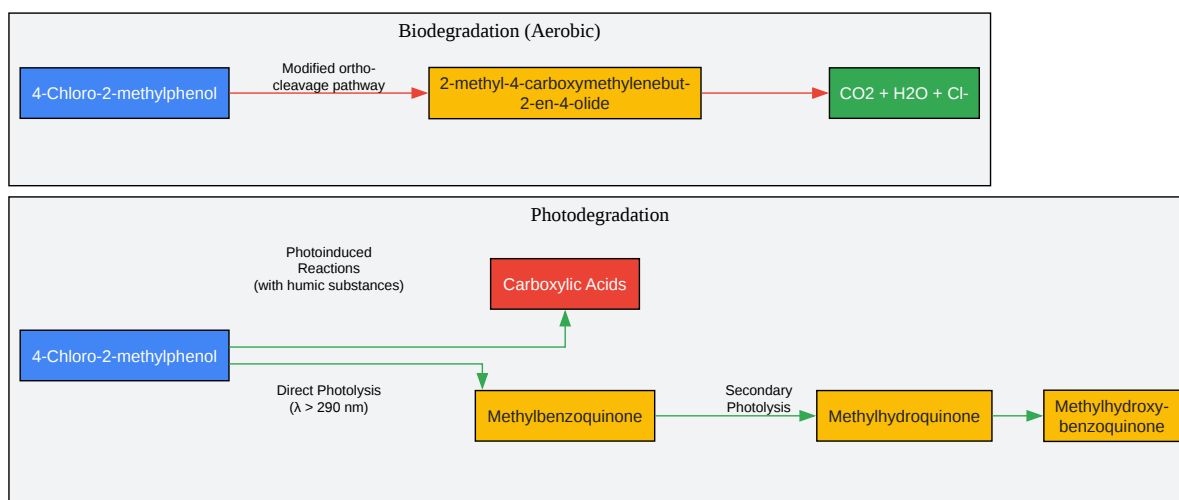 Biodegradation (Aerobic)
4-Chloro-2-methylphenol
Modified ortho-
cleavage pathway
2-methyl-4-carboxymethylenebut-
2-en-4-olide
CO2 + H2O + Cl-
Photodegradation
Photoinduced
Reactions
(with humic substances)
Carboxylic Acids
4-Chloro-2-methylphenol
Direct Photolysis
(λ > 290 nm)
Methylbenzoquinone
Secondary
Photolysis
Methylhydroquinone
Methylhydroxy-
benzoquinone